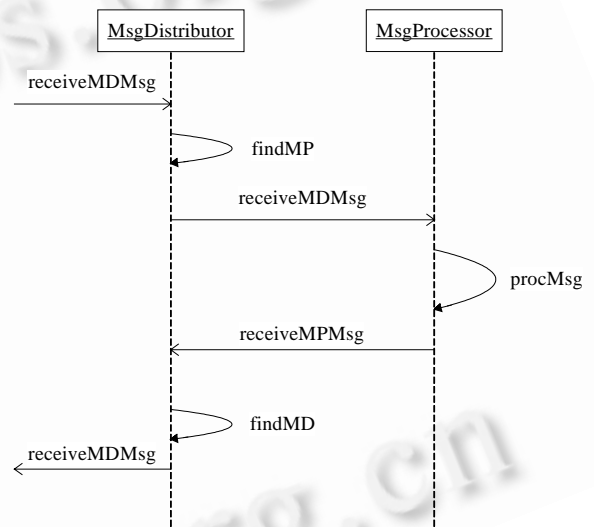 MsgDistributor
MsgProcessor
receiveMDMsg
findMP
receiveMDMsg
procMsg
receiveMPMsg
findMD
receiveMDMsg